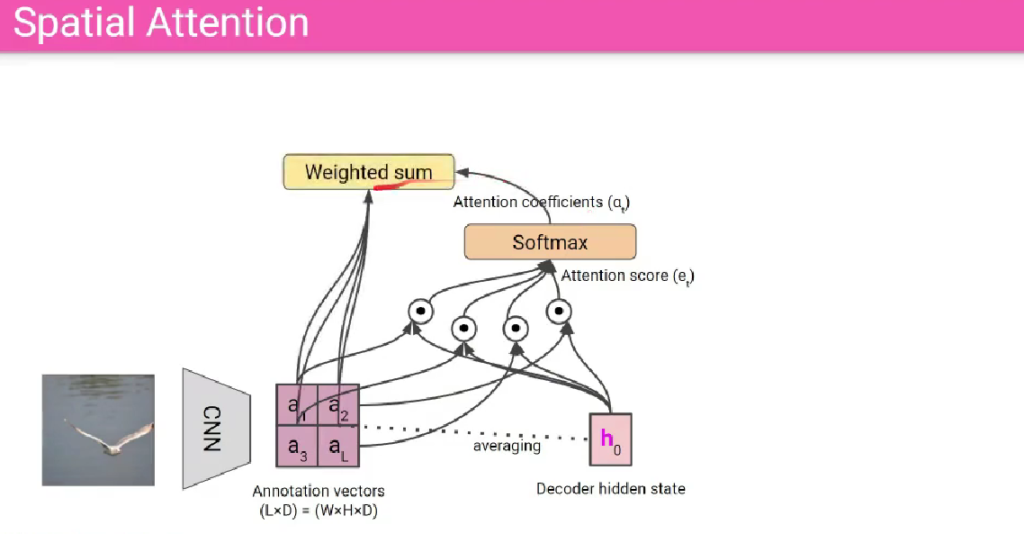 Spatial Attention
Weighted sum
Attention coefficients (α_t)
Softmax
Attention score (e_t)
CNN
a_1 a_2
a_3 a_L
averaging
h_0
Annotation vectors
(L×D) = (W×H×D)
Decoder hidden state